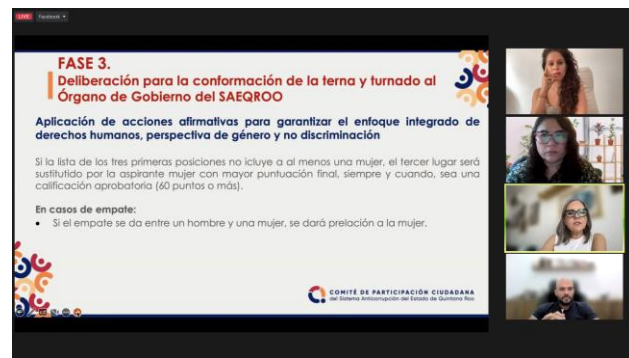 LIVE Facebook
FASE 3.
Deliberación para la conformación de la terna y turnado al
Órgano de Gobierno del SAEQROO
Aplicación de acciones afirmativas para garantizar el enfoque integrado de
derechos humanos, perspectiva de género y no discriminación
Si la lista de los tres primeras posiciones no icluye a al menos una mujer, el tercer lugar será
sustituido por la aspirante mujer con mayor puntuación final, siempre y cuando, sea una
calificación aprobatoria (60 puntos o más).
En casos de empate:
• Si el empate se da entre un hombre y una mujer, se dará prelación a la mujer.
COMITÉ DE PARTICIPACIÓN CIUDADANA
del Sistema Anticorrupción del Estado de Quintana Roo